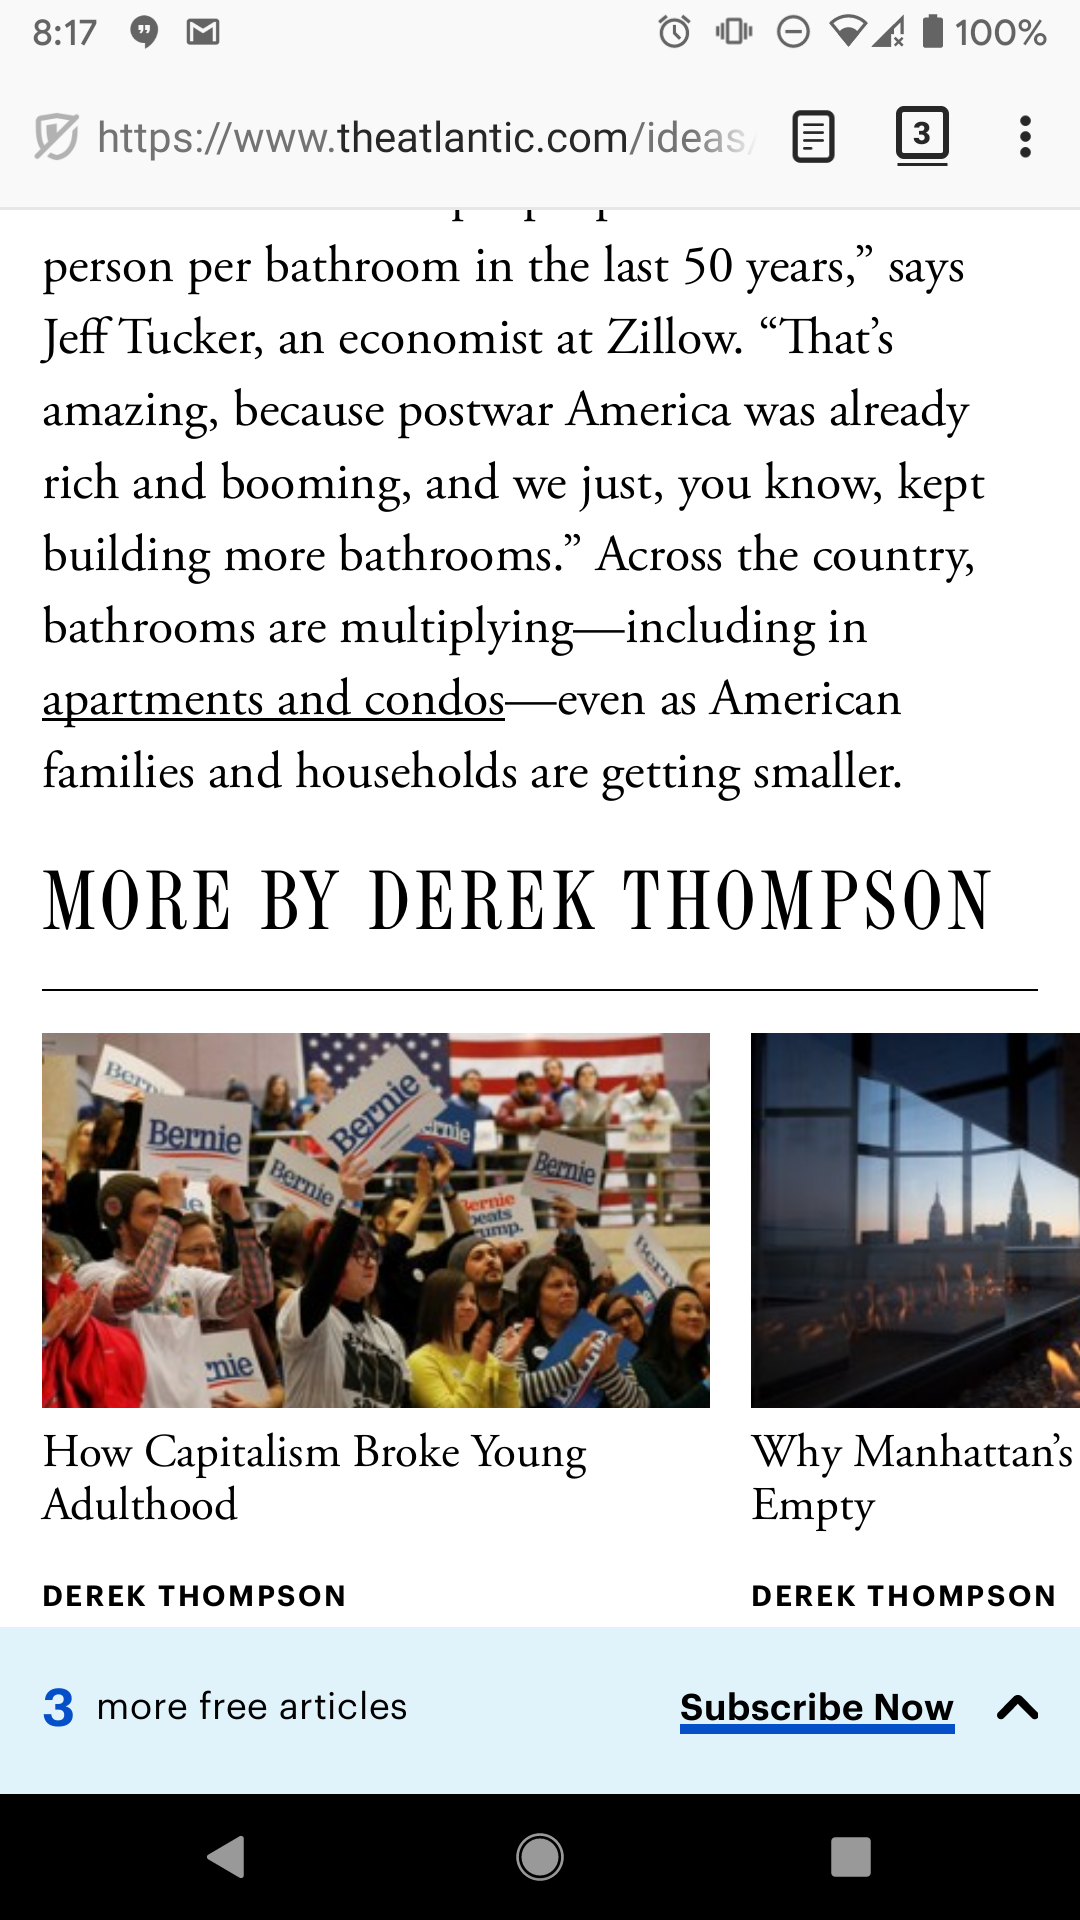 8:17
100%
https://www.theatlantic.com/ideas/
3
person per bathroom in the last 50 years,” says
Jeff Tucker, an economist at Zillow. “That’s
amazing, because postwar America was already
rich and booming, and we just, you know, kept
building more bathrooms.” Across the country,
bathrooms are multiplying—including in
apartments and condos—even as American
families and households are getting smaller.
MORE BY DEREK THOMPSON
Bernie
Bernie
Bernie
Bernie
How Capitalism Broke Young
Adulthood
DEREK THOMPSON
Why Manhattan’s
Empty
DEREK THOMPSON
3 more free articles
Subscribe Now